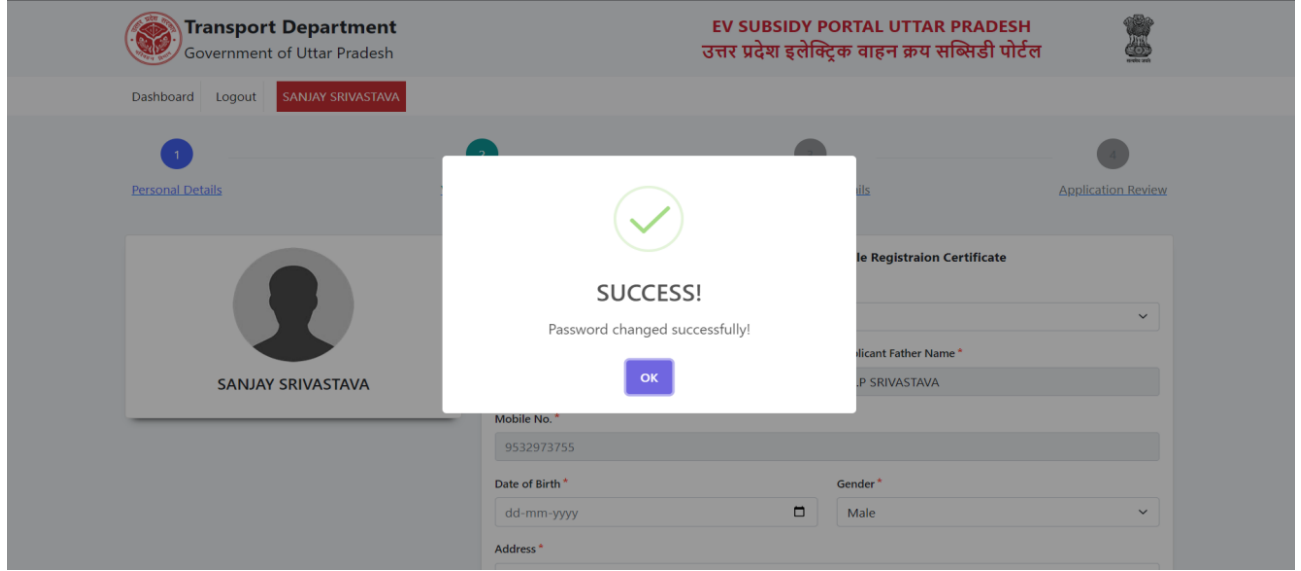 Transport Department
Government of Uttar Pradesh
EV SUBSIDY PORTAL UTTAR PRADESH
उत्तर प्रदेश इलेक्ट्रिक वाहन क्रय सब्सिडी पोर्टल
Dashboard Logout SANJAY SRIVASTAVA
1
2
4
Personal Details
Application Review
SUCCESS!
Password changed successfully!
OK
SANJAY SRIVASTAVA
Registraion Certificate
Father Name *
SRIVASTAVA
Mobile No. *
9532973755
Date of Birth * Gender *
dd-mm-yyyy Male
Address *